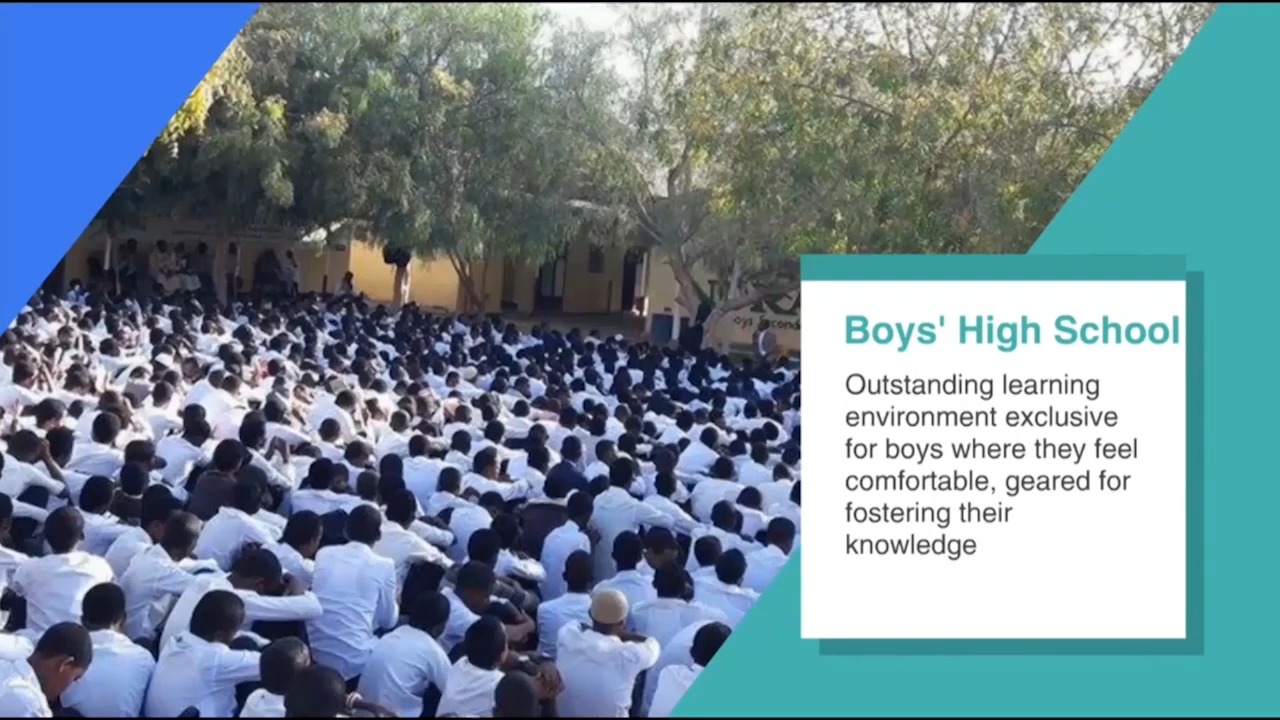 Boys' High School
Outstanding learning
environment exclusive
for boys where they feel
comfortable, geared for
fostering their
knowledge